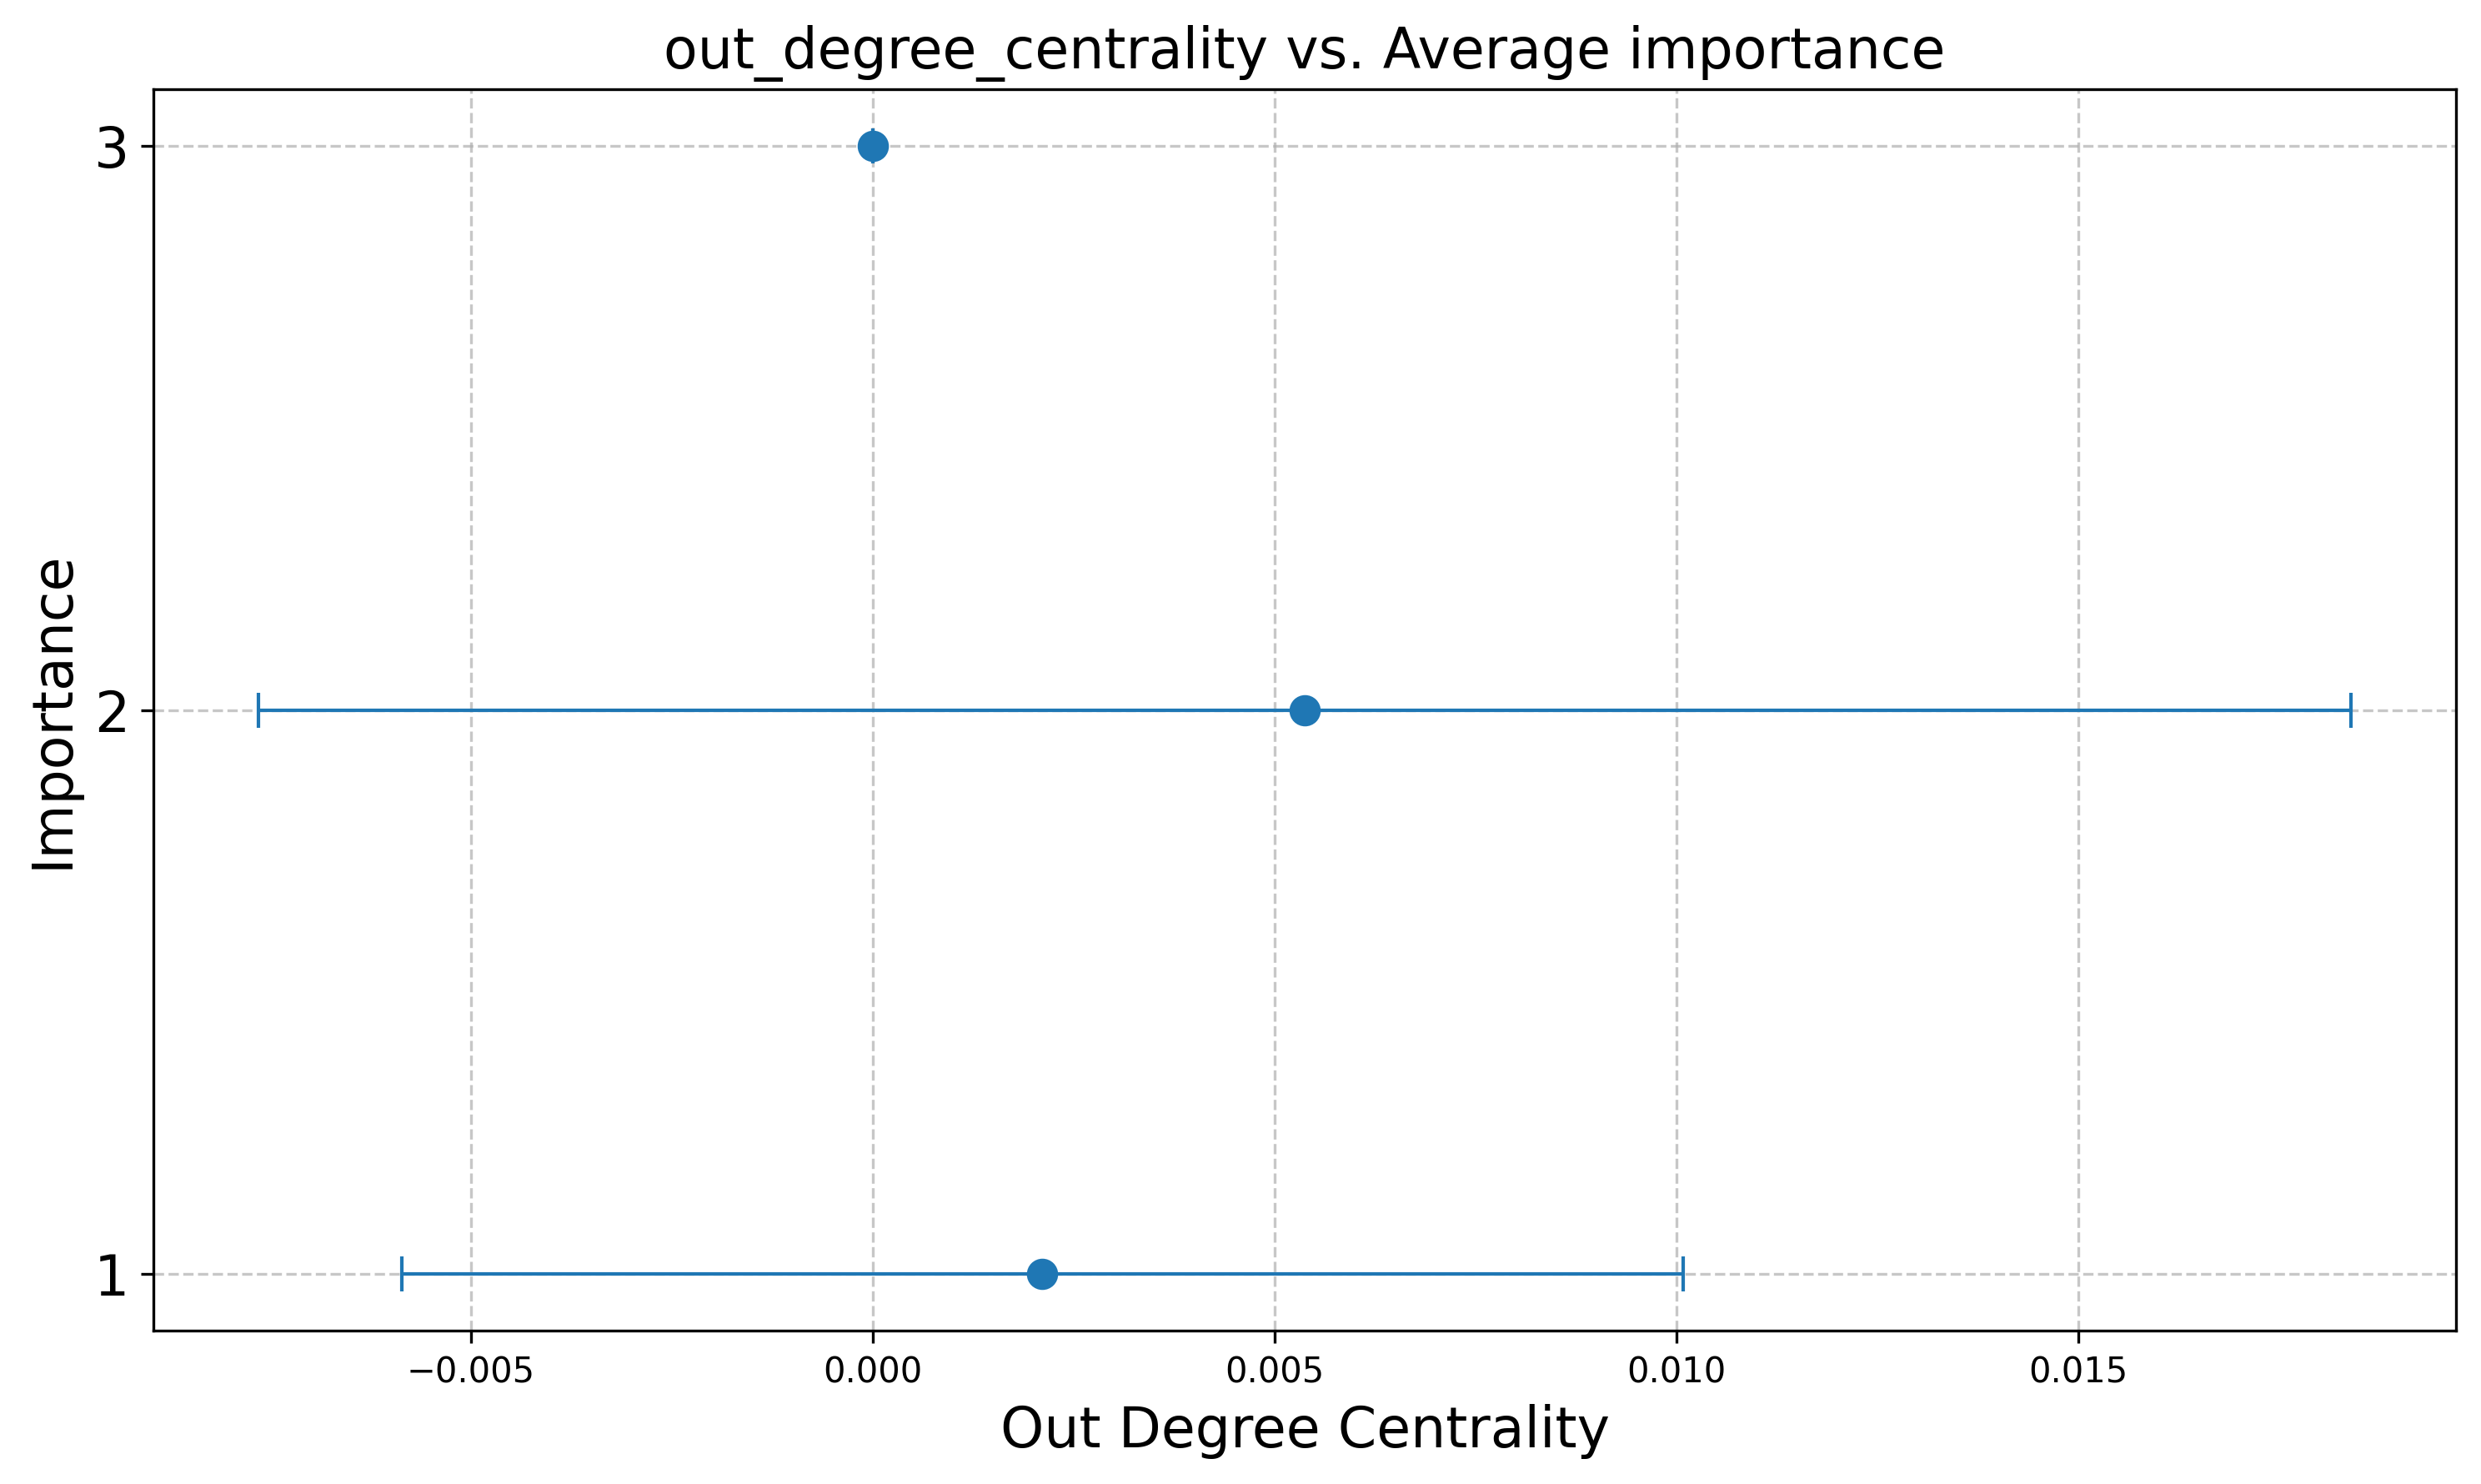 out_degree_centrality vs. Average importance
3
2
1
Importance
−0.005 0.000 0.005 0.010 0.015
Out Degree Centrality